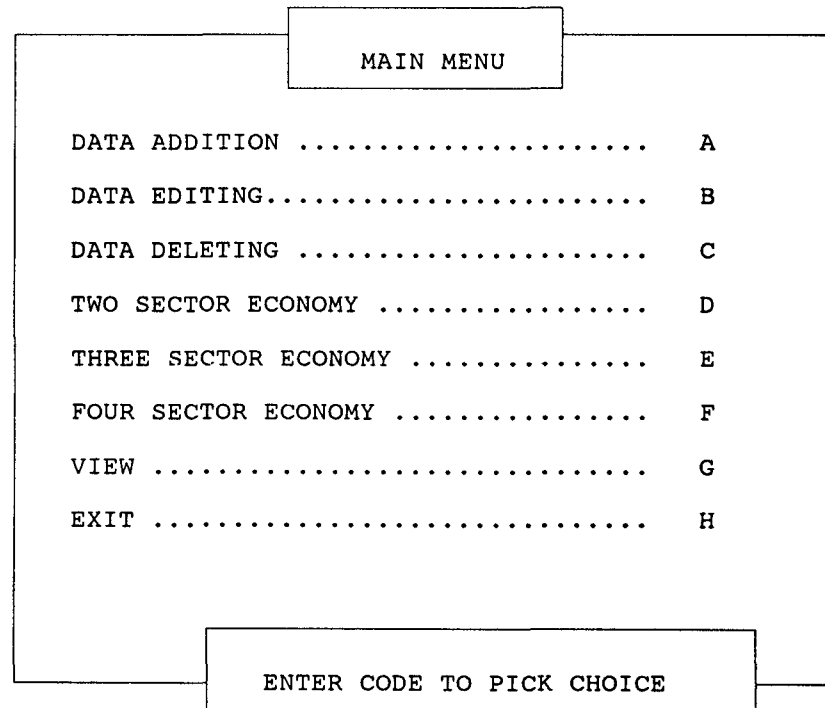 MAIN MENU
DATA ADDITION ...................... A
DATA EDITING........................ B
DATA DELETING ...................... C
TWO SECTOR ECONOMY ................. D
THREE SECTOR ECONOMY ............... E
FOUR SECTOR ECONOMY ................ F
VIEW ............................... G
EXIT ............................... H
ENTER CODE TO PICK CHOICE